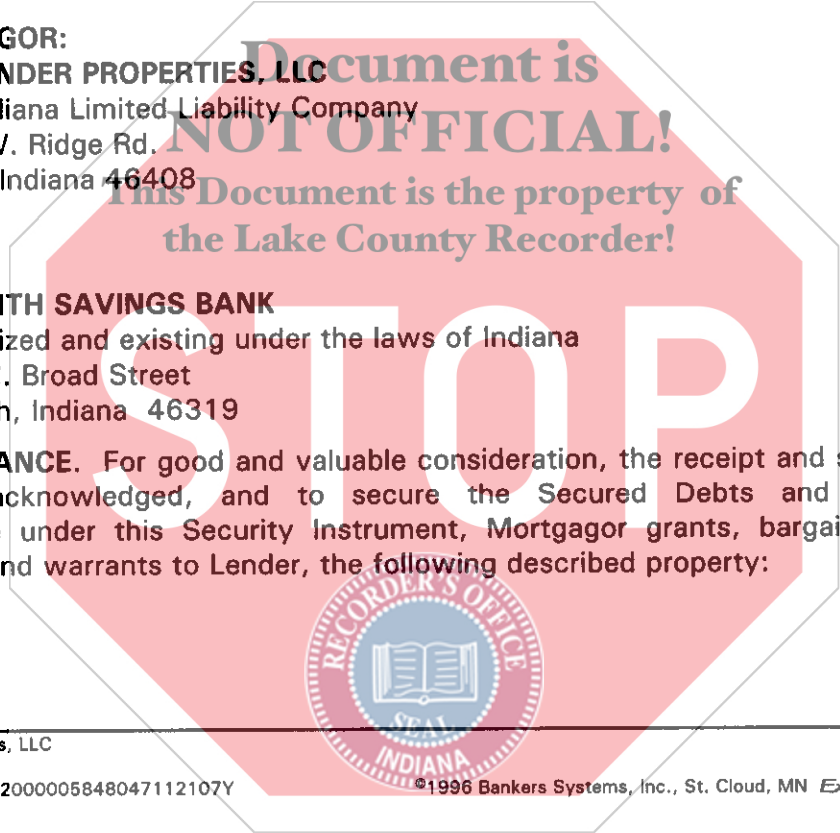 GOR:
NDER PROPERTIES, LLC
diana Limited Liability Company
W. Ridge Rd.
Indiana 46408
Document is
NOT OFFICIAL!
This Document is the property of
the Lake County Recorder!
STOP
ITH SAVINGS BANK
ized and existing under the laws of Indiana
. Broad Street
h, Indiana 46319
ANCE. For good and valuable consideration, the receipt and
acknowledged, and to secure the Secured Debts and
under this Security Instrument, Mortgagor grants, bargai
nd warrants to Lender, the following described property:
RECORDER'S OFFICE
SEAL
INDIANA
s, LLC
2000005848047112107Y
©1996 Bankers Systems, Inc., St. Cloud, MN Ex